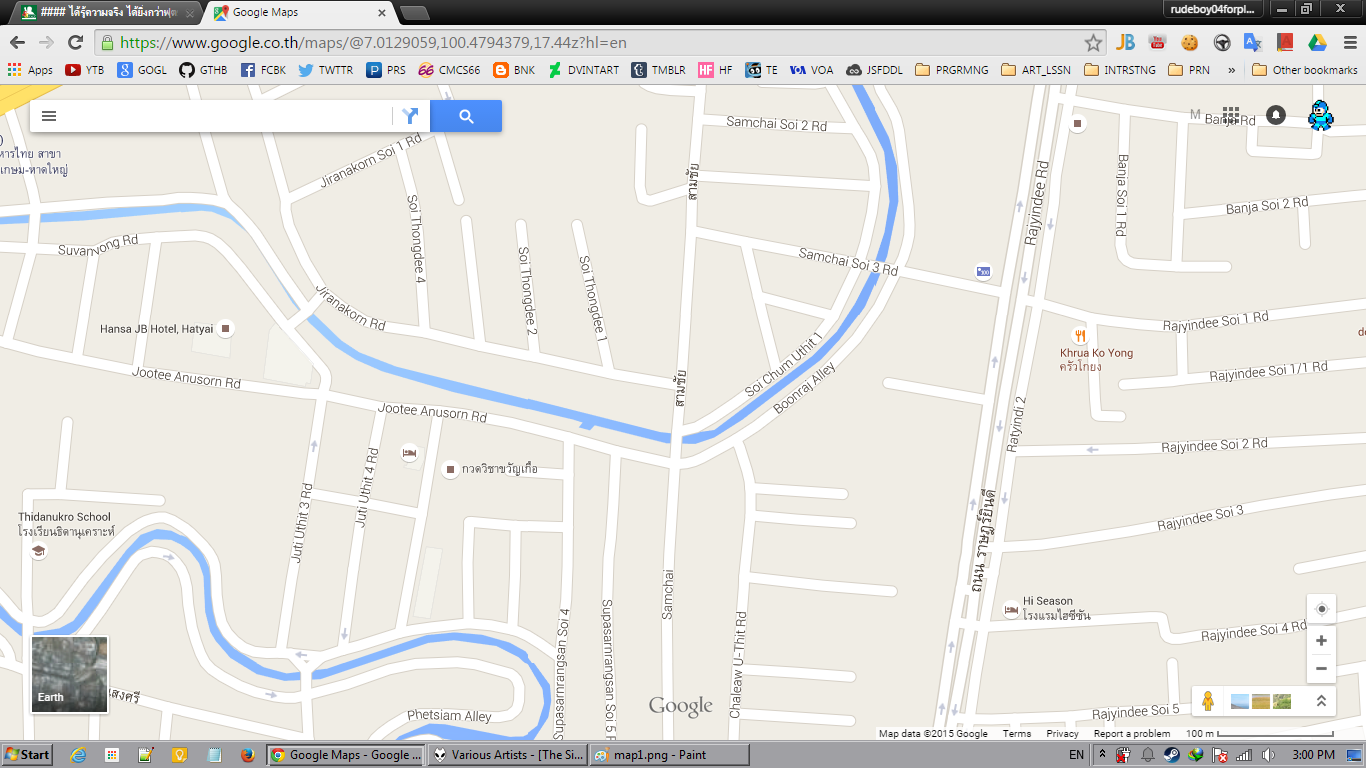 #### ได้รู้ความจริง ได้ยิ่งกว่าฟุต
Google Maps
rudeboy04forpl...
https://www.google.co.th/maps/@7.0129059,100.4794379,17.44z?hl=en
Apps
YTB
GOGL
GTHB
FCBK
TWTTR
PRS
CMCS66
BNK
DVINTART
TMBLR
HF
TE
VOA
JSFDDL
PRGRMNG
ART_LSSN
INTRSTNG
PRN
»
Other bookmarks
หารไทย สาขา
เกษม-หาดใหญ่
Jiranakorn Soi 1 Rd
Samchai Soi 2 Rd
M
Banja Rd
สามชัย
Rajyindee Rd
Banja Soi 1 Rd
Banja Soi 2 Rd
Soi Thongdee 4
Suvanvong Rd
Soi Thongdee 2
Soi Thongdee 1
Samchai Soi 3 Rd
Jiranakorn Rd
Hansa JB Hotel, Hatyai
Rajyindee Soi 1 Rd
Khrua Ko Yong
ครัวโกยง
Soi Chum Uthit 1
Boonraj Alley
Rajyindee Soi 1/1 Rd
Jootee Anusorn Rd
สามชัย
Jootee Anusorn Rd
Ratyindi 2
Rajyindee Soi 2 Rd
Juti Uthit 4 Rd
กวดวิชาขวัญเกื้อ
Thidanukro School
โรงเรียนธิดานุเคราะห์
Juti Uthit 3 Rd
Rajyindee Soi 3
ถนน ราษฎร์ยินดี
Samchai
Hi Season
โรงแรมไฮซีซัน
Supasarnrangsan Soi 4
Supasarnrangsan Soi 5 F
Chaleaw U-Thit Rd
Rajyindee Soi 4 Rd
Earth
Phetsiam Alley
Google
Rajyindee Soi 5
Map data ©2015 Google
Terms
Privacy
Report a problem
100 m
Start
Google Maps - Google ...
Various Artists - [The Si...
map1.png - Paint
EN
3:00 PM